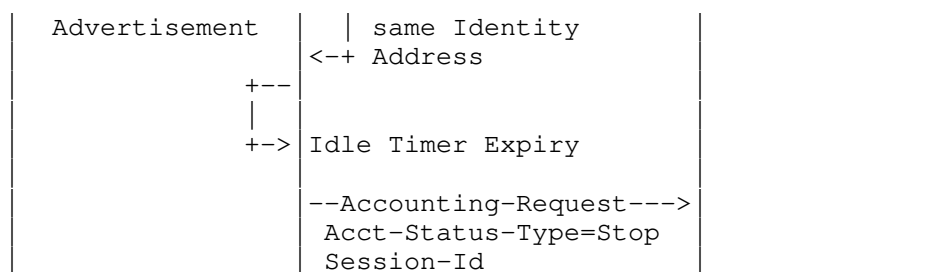 |  Advertisement  |  | same Identity        |
|                 |<-+ Address              |
|              +--|                         |
|              |  |                         |
|              +->|Idle Timer Expiry        |
|                 |                         |
|                 |--Accounting-Request---->|
|                 | Acct-Status-Type=Stop   |
|                 | Session-Id              |